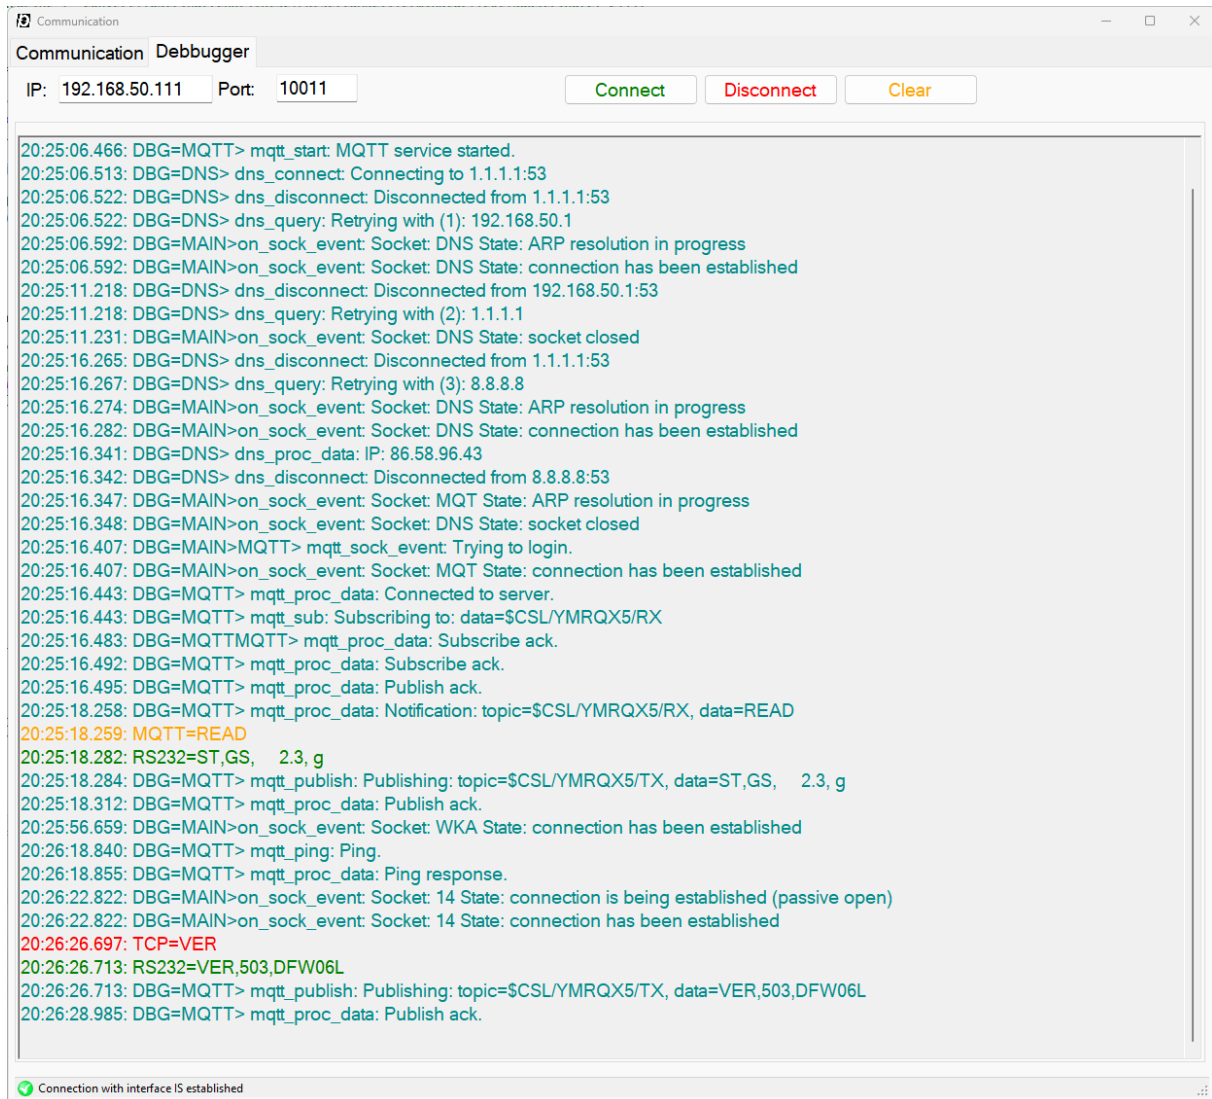 Communication
Communication Debbugger
IP: 192.168.50.111 Port: 10011 Connect Disconnect Clear
20:25:06.466: DBG=MQTT> mqtt_start: MQTT service started.
20:25:06.513: DBG=DNS> dns_connect: Connecting to 1.1.1.1:53
20:25:06.522: DBG=DNS> dns_disconnect: Disconnected from 1.1.1.1:53
20:25:06.522: DBG=DNS> dns_query: Retrying with (1): 192.168.50.1
20:25:06.592: DBG=MAIN>on_sock_event: Socket: DNS State: ARP resolution in progress
20:25:06.592: DBG=MAIN>on_sock_event: Socket: DNS State: connection has been established
20:25:11.218: DBG=DNS> dns_disconnect: Disconnected from 192.168.50.1:53
20:25:11.218: DBG=DNS> dns_query: Retrying with (2): 1.1.1.1
20:25:11.231: DBG=MAIN>on_sock_event: Socket: DNS State: socket closed
20:25:16.265: DBG=DNS> dns_disconnect: Disconnected from 1.1.1.1:53
20:25:16.267: DBG=DNS> dns_query: Retrying with (3): 8.8.8.8
20:25:16.274: DBG=MAIN>on_sock_event: Socket: DNS State: ARP resolution in progress
20:25:16.282: DBG=MAIN>on_sock_event: Socket: DNS State: connection has been established
20:25:16.341: DBG=DNS> dns_proc_data: IP: 86.58.96.43
20:25:16.342: DBG=DNS> dns_disconnect: Disconnected from 8.8.8.8:53
20:25:16.347: DBG=MAIN>on_sock_event: Socket: MQT State: ARP resolution in progress
20:25:16.348: DBG=MAIN>on_sock_event: Socket: DNS State: socket closed
20:25:16.407: DBG=MAIN>MQTT> mqtt_sock_event: Trying to login.
20:25:16.407: DBG=MAIN>on_sock_event: Socket: MQT State: connection has been established
20:25:16.443: DBG=MQTT> mqtt_proc_data: Connected to server.
20:25:16.443: DBG=MQTT> mqtt_sub: Subscribing to: data=$CSL/YMRQX5/RX
20:25:16.483: DBG=MQTTMQTT> mqtt_proc_data: Subscribe ack.
20:25:16.492: DBG=MQTT> mqtt_proc_data: Subscribe ack.
20:25:16.495: DBG=MQTT> mqtt_proc_data: Publish ack.
20:25:18.258: DBG=MQTT> mqtt_proc_data: Notification: topic=$CSL/YMRQX5/RX, data=READ
20:25:18.259: MQTT=READ
20:25:18.282: RS232=ST,GS, 2.3, g
20:25:18.284: DBG=MQTT> mqtt_publish: Publishing: topic=$CSL/YMRQX5/TX, data=ST,GS, 2.3, g
20:25:18.312: DBG=MQTT> mqtt_proc_data: Publish ack.
20:25:56.659: DBG=MAIN>on_sock_event: Socket: WKA State: connection has been established
20:26:18.840: DBG=MQTT> mqtt_ping: Ping.
20:26:18.855: DBG=MQTT> mqtt_proc_data: Ping response.
20:26:22.822: DBG=MAIN>on_sock_event: Socket: 14 State: connection is being established (passive open)
20:26:22.822: DBG=MAIN>on_sock_event: Socket: 14 State: connection has been established
20:26:26.697: TCP=VER
20:26:26.713: RS232=VER,503,DFW06L
20:26:26.713: DBG=MQTT> mqtt_publish: Publishing: topic=$CSL/YMRQX5/TX, data=VER,503,DFW06L
20:26:28.985: DBG=MQTT> mqtt_proc_data: Publish ack.
Connection with interface IS established